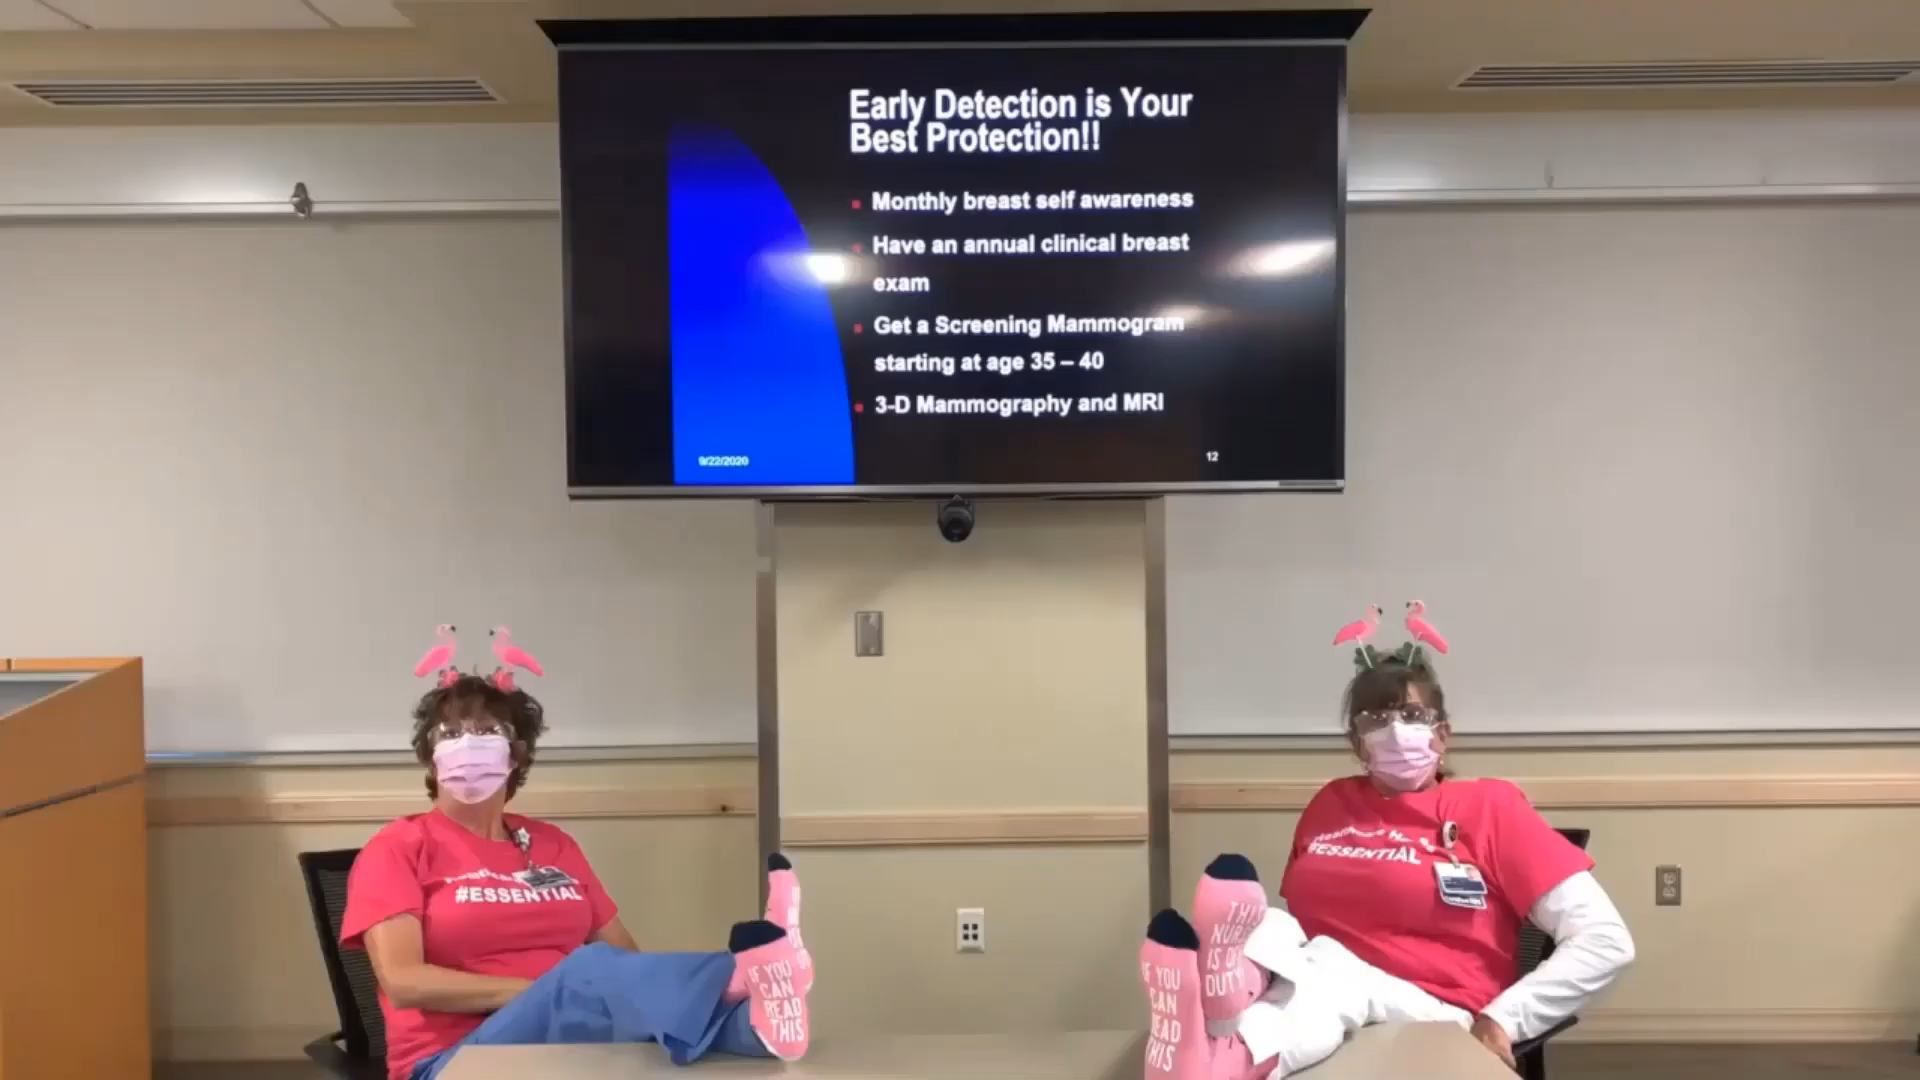 Early Detection is Your
Best Protection!!
Monthly breast self awareness
Have an annual clinical breast
exam
Get a Screening Mammogram
starting at age 35 – 40
3-D Mammography and MRI
9/22/2020
12
#ESSENTIAL
IF YOU
CAN
READ
THIS
#ESSENTIAL
THIS
NURSE
IS OFF
DUTY!
IF YOU
CAN
READ
THIS